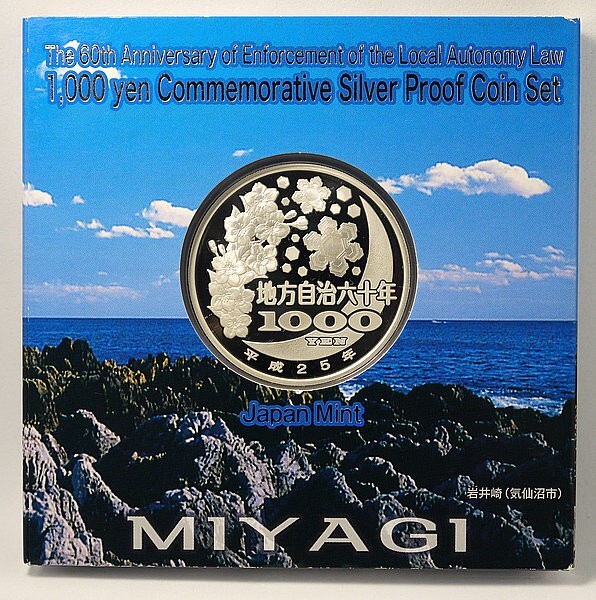 The 60th Anniversary of Enforcement of the Local Autonomy Law
1,000 yen Commemorative Silver Proof Coin Set
地方自治六十年
1000
YEN
平成25年
Japan Mint
岩井崎(気仙沼市)
MIYAGI